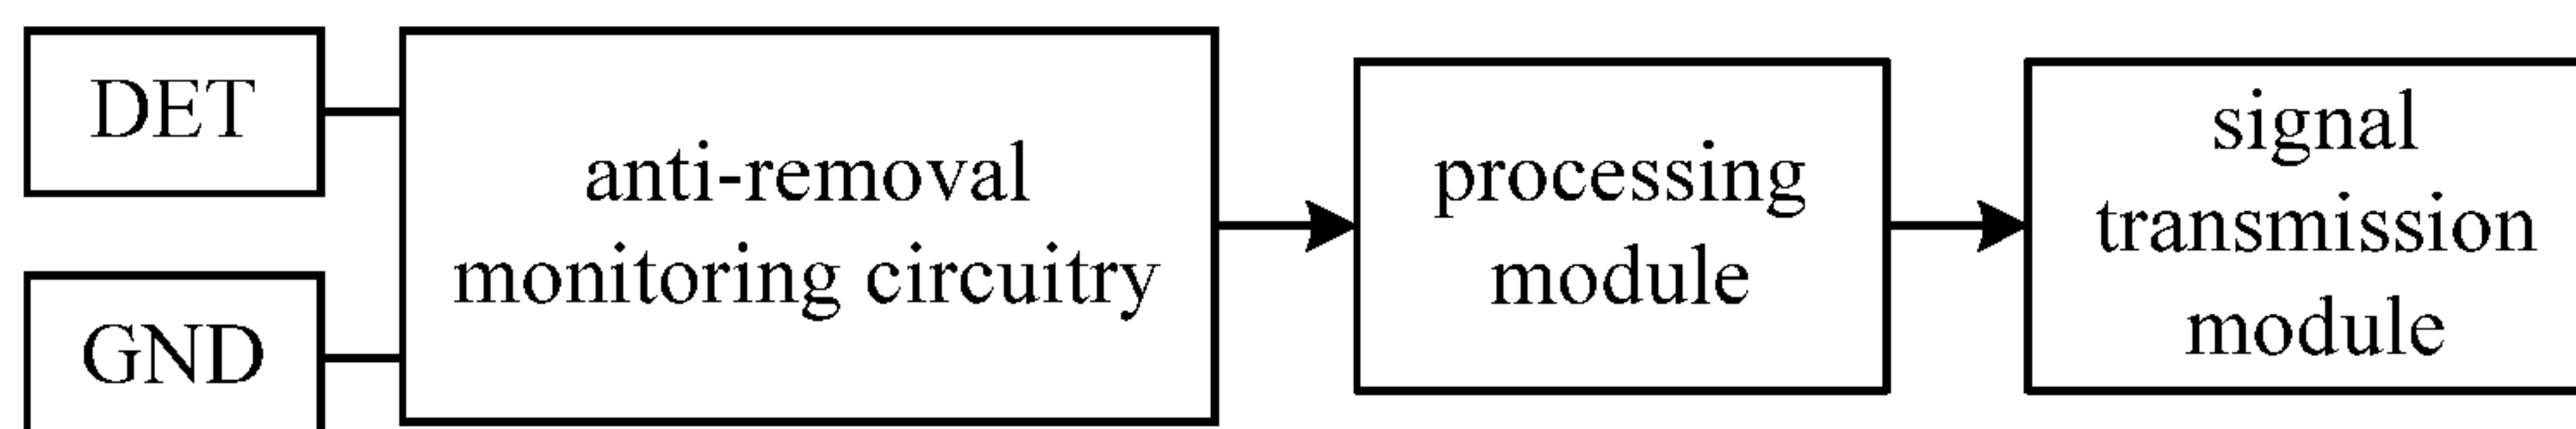 DET
GND
anti-removal
monitoring circuitry
processing
module
signal
transmission
module